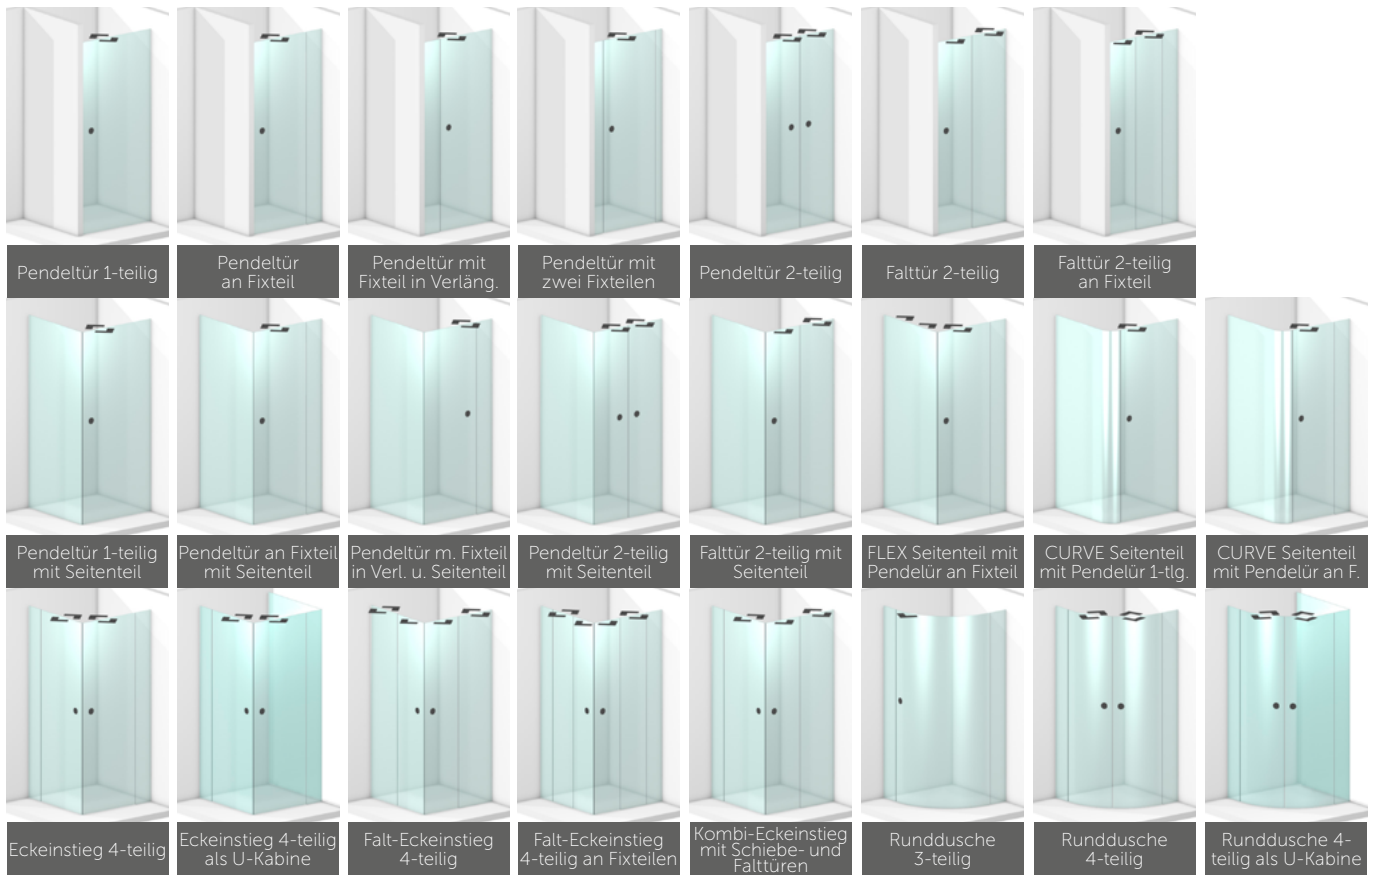 Pendeltür 1-teilig
Pendeltür
an Fixteil
Pendeltür mit
Fixteil in Verläng.
Pendeltür mit
zwei Fixteilen
Pendeltür 2-teilig
Falttür 2-teilig
Falttür 2-teilig
an Fixteil
Pendeltür 1-teilig
mit Seitenteil
Pendeltür an Fixteil
mit Seitenteil
Pendeltür m. Fixteil
in Verl. u. Seitenteil
Pendeltür 2-teilig
mit Seitenteil
Falttür 2-teilig mit
Seitenteil
FLEX Seitenteil mit
Pendelür an Fixteil
CURVE Seitenteil
mit Pendelür 1-tlg.
CURVE Seitenteil
mit Pendelür an F.
Eckeinstieg 4-teilig
Eckeinstieg 4-teilig
als U-Kabine
Falt-Eckeinstieg
4-teilig
Falt-Eckeinstieg
4-teilig an Fixteilen
Kombi-Eckeinstieg
mit Schiebe- und
Falttüren
Runddusche
3-teilig
Runddusche
4-teilig
Runddusche 4-
teilig als U-Kabine